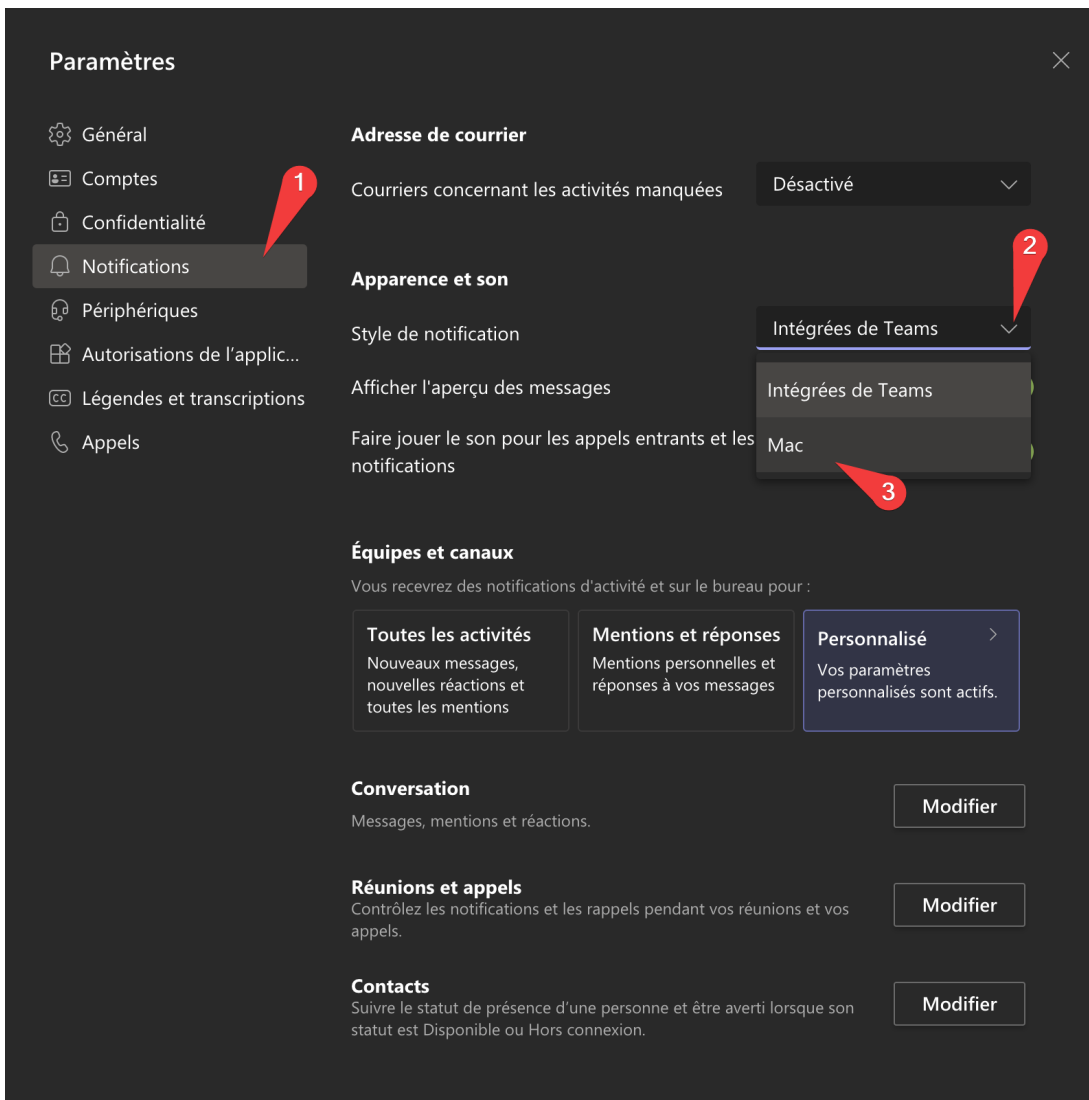 Paramètres
Général
Comptes
1
Confidentialité
Notifications
Périphériques
Autorisations de l’applic...
CC Légendes et transcriptions
Appels
Adresse de courrier
Courriers concernant les activités manquées
Désactivé
2
Apparence et son
Style de notification
Intégrées de Teams
Intégrées de Teams
Mac
3
Afficher l'aperçu des messages
Faire jouer le son pour les appels entrants et les
notifications
Équipes et canaux
Vous recevrez des notifications d'activité et sur le bureau pour :
Toutes les activités
Nouveaux messages,
nouvelles réactions et
toutes les mentions
Mentions et réponses
Mentions personnelles et
réponses à vos messages
Personnalisé
Vos paramètres
personnalisés sont actifs.
Conversation
Messages, mentions et réactions.
Modifier
Réunions et appels
Contrôlez les notifications et les rappels pendant vos réunions et vos
appels.
Modifier
Contacts
Suivre le statut de présence d’une personne et être averti lorsque son
statut est Disponible ou Hors connexion.
Modifier